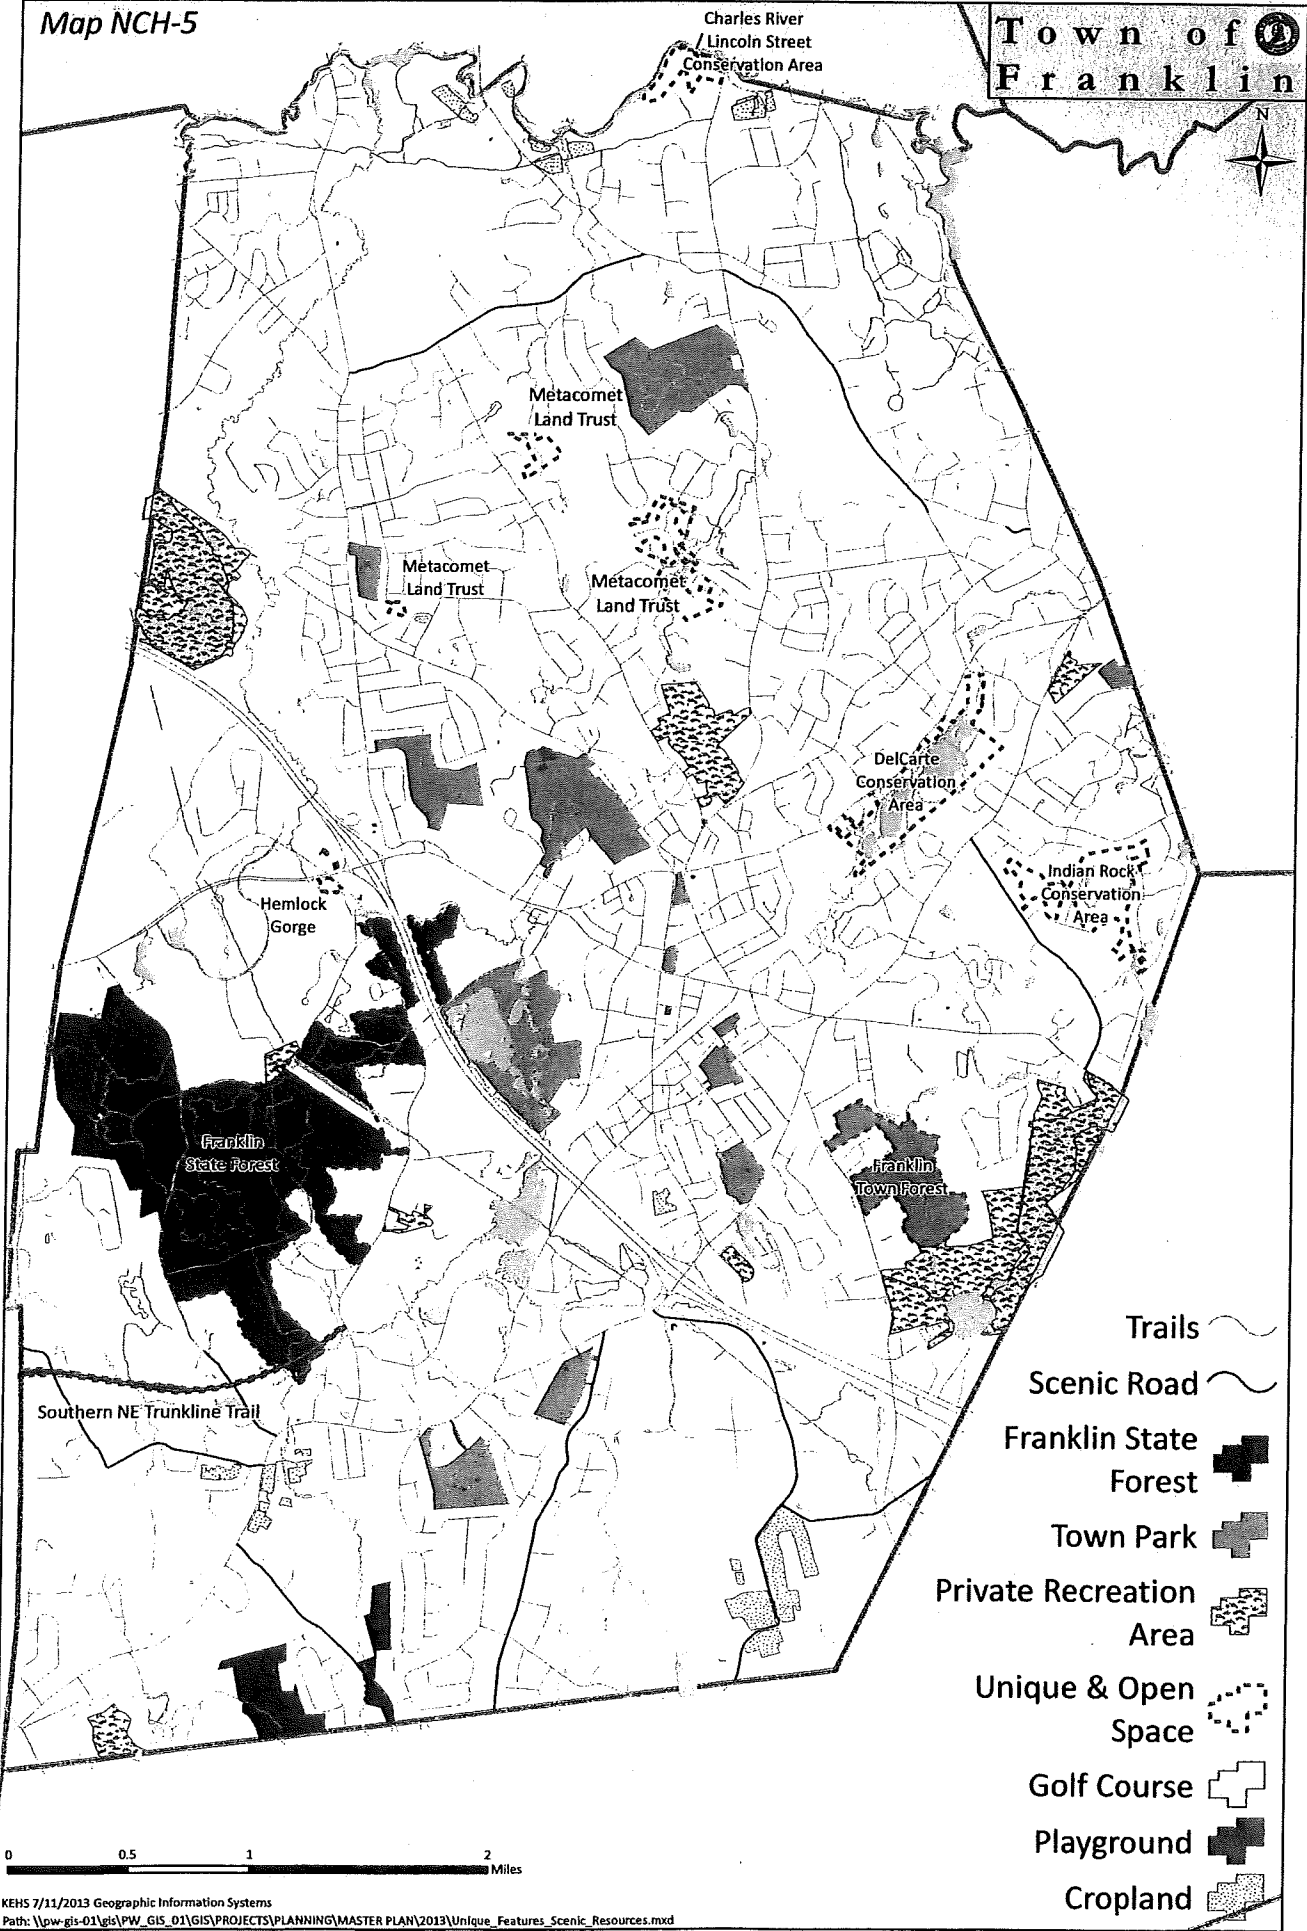 Map NCH-5
Charles River
/ Lincoln Street
Conservation Area
Town of
Franklin
N
Metacomet
Land Trust
Metacomet
Land Trust
Metacomet
Land Trust
DelCarte
Conservation
Area
Indian Rock
Conservation
Area
Hemlock
Gorge
Franklin
State Forest
Franklin
Town Forest
Southern NE Trunkline Trail
Trails
Scenic Road
Franklin State
Forest
Town Park
Private Recreation
Area
Unique & Open
Space
Golf Course
Playground
Cropland
0 0.5 1 2
Miles
KEHS 7/11/2013 Geographic Information Systems
Path: \\pw-gis-01\gis\PW_GIS_01\GIS\PROJECTS\PLANNING\MASTER PLAN\2013\Unique_Features_Scenic_Resources.mxd